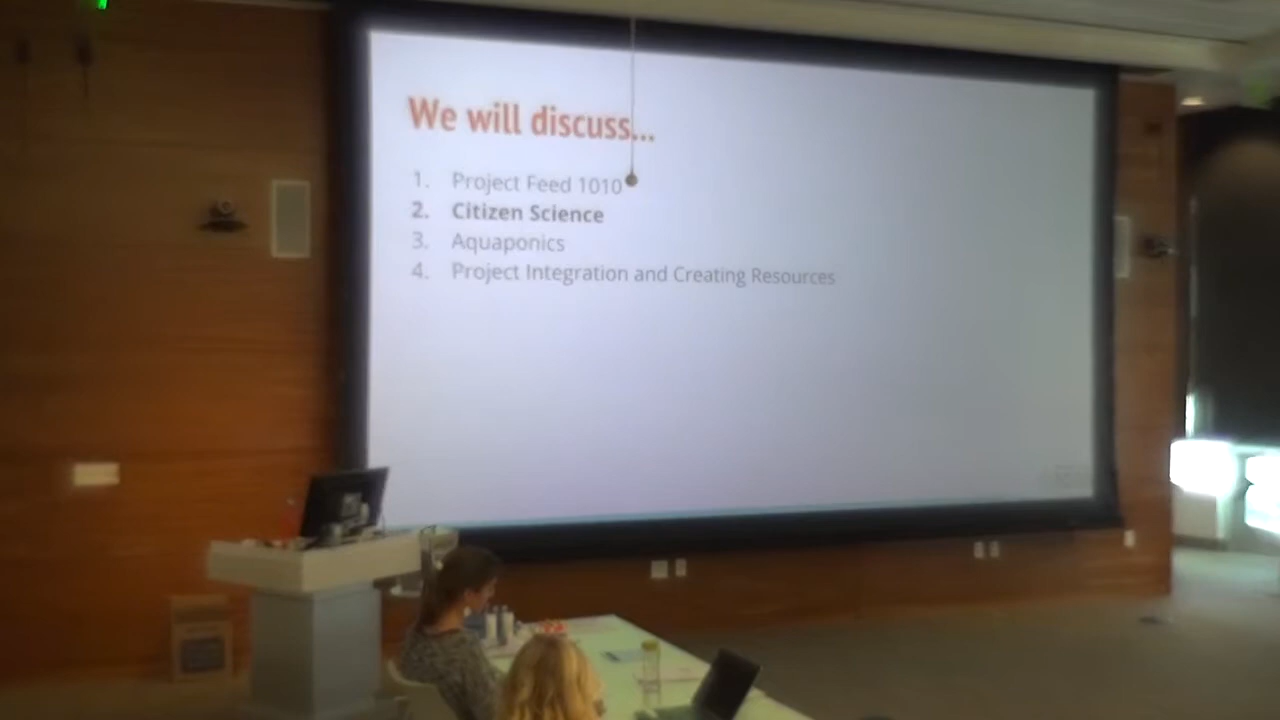 We will discuss...
1. Project Feed 1010
2. Citizen Science
3. Aquaponics
4. Project Integration and Creating Resources